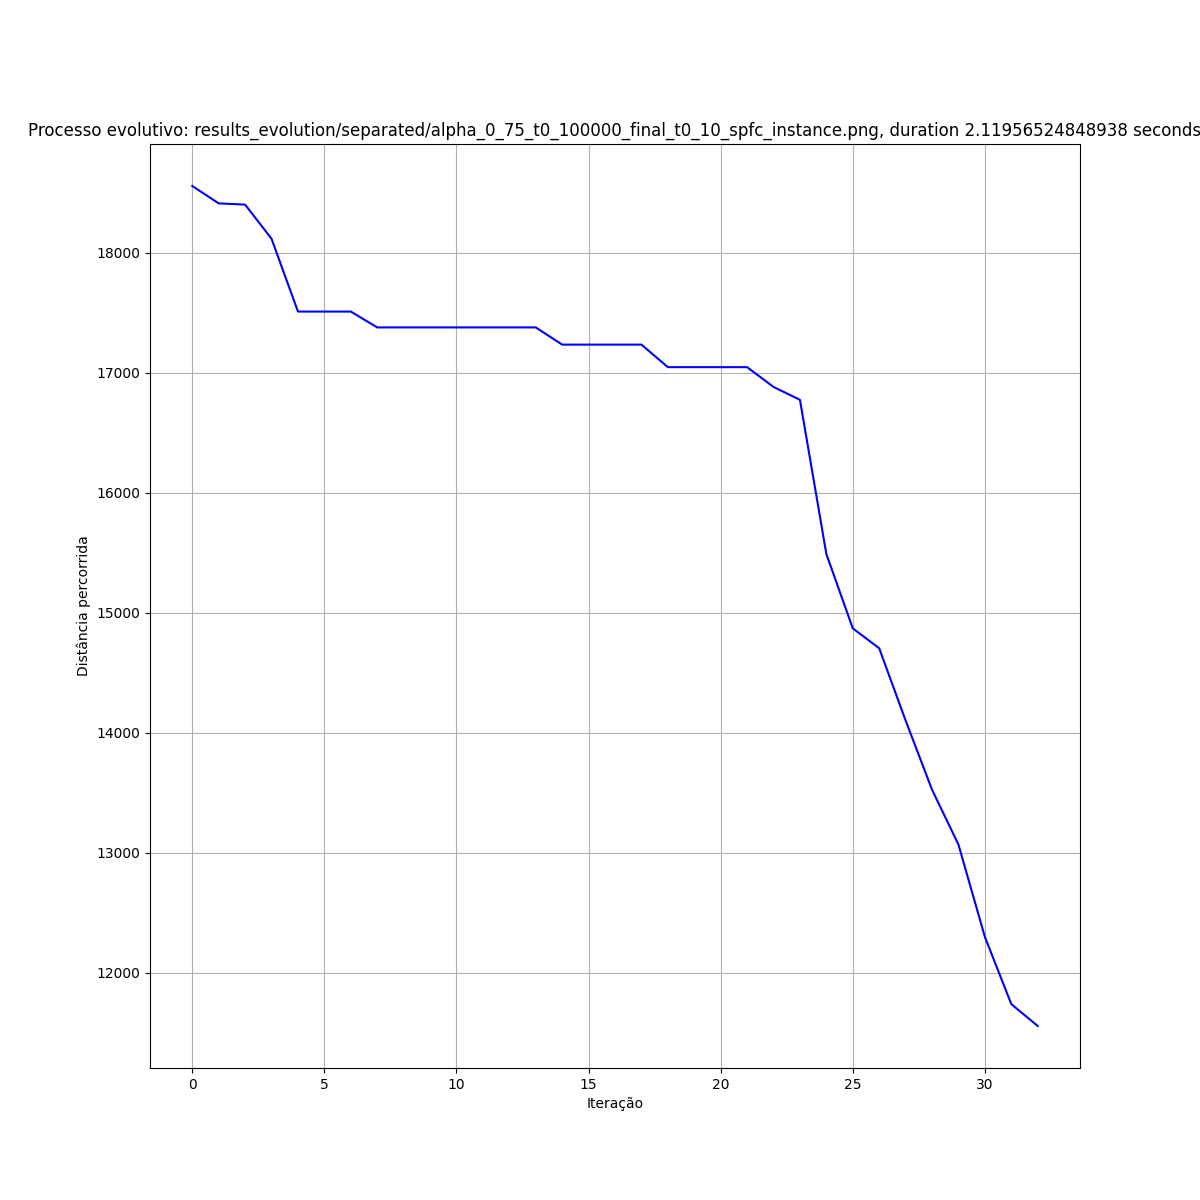 Processo evolutivo: results_evolution/separated/alpha_0_75_t0_100000_final_t0_10_spfc_instance.png, duration 2.11956524848938 seconds
18000
17000
16000
15000
14000
13000
12000
Distância percorrida
0 5 10 15 20 25 30
Iteração